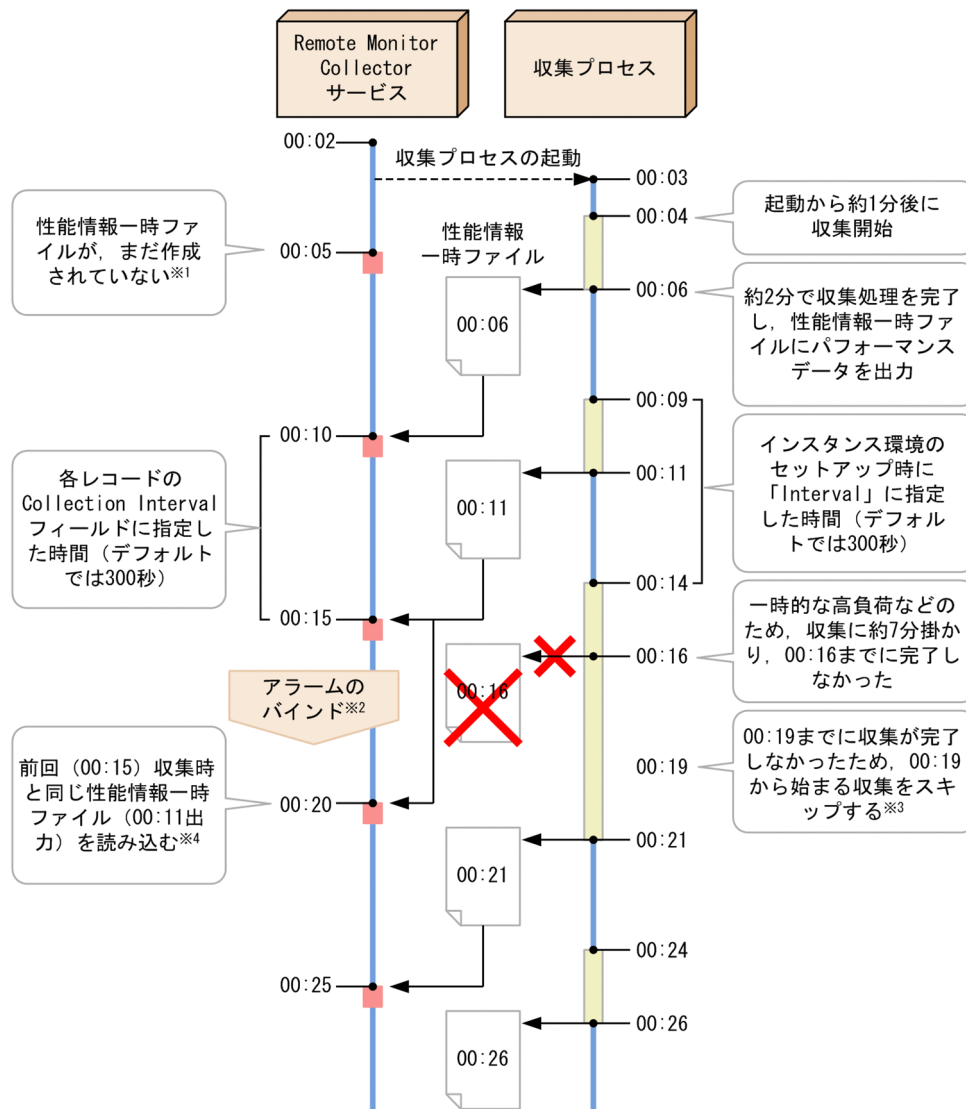 Remote Monitor
Collector
サービス
収集プロセス
00:02
収集プロセスの起動
00:03
00:04
起動から約1分後に
収集開始
性能情報一時ファ
イルが，まだ作成
されていない※1
00:05
性能情報
一時ファイル
00:06
00:06
約2分で収集処理を完了
し，性能情報一時ファ
イルにパフォーマンス
データを出力
00:09
00:10
00:11
00:11
インスタンス環境の
セットアップ時に
「Interval」に指定
した時間（デフォル
トでは300秒）
各レコードの
Collection Interval
フィールドに指定し
た時間（デフォルト
では300秒）
00:14
00:15
00:16
00:16
一時的な高負荷などの
ため，収集に約7分掛か
り，00:16までに完了し
なかった
アラームの
バインド※2
00:19
00:19までに収集が完了
しなかったため，00:19
から始まる収集をスキ
ップする※3
前回（00:15）収集時
と同じ性能情報一時
ファイル（00:11出
力）を読み込む※4
00:20
00:21
00:21
00:24
00:25
00:26
00:26